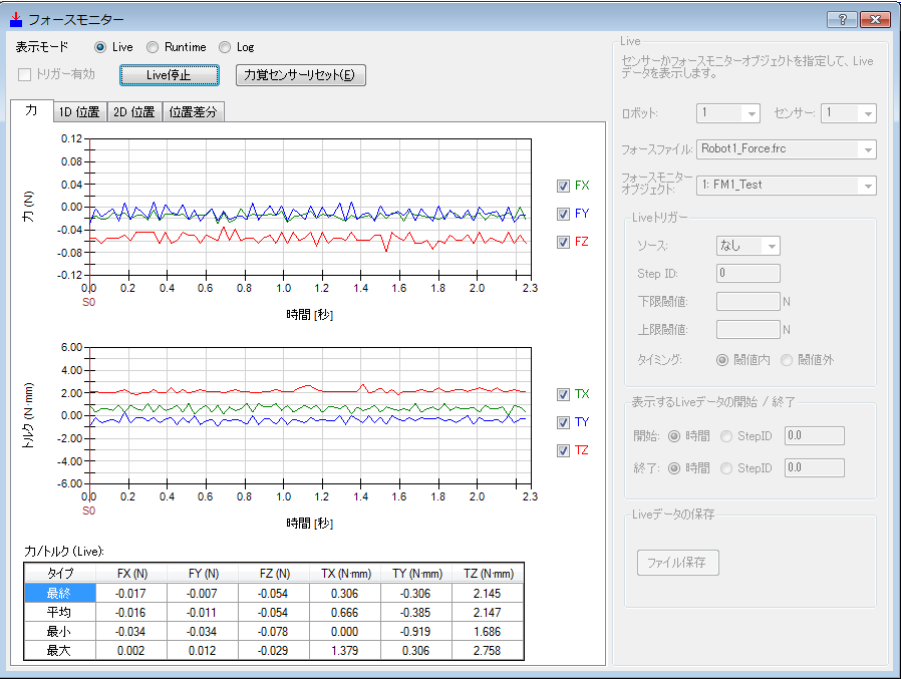 フォースモニター
表示モード Live Runtime Log
トリガー有効 Live停止 力覚センサーリセット(E)
力 1D 位置 2D 位置 位置差分
力 (N)
0.12
0.08
0.04
0.00
-0.04
-0.08
-0.12
FX
FY
FZ
0.0 0.2 0.4 0.6 0.8 1.0 1.2 1.4 1.6 1.8 2.0 2.3
S0
時間 [秒]
トルク (N·mm)
6.00
4.00
2.00
0.00
-2.00
-4.00
-6.00
TX
TY
TZ
0.0 0.2 0.4 0.6 0.8 1.0 1.2 1.4 1.6 1.8 2.0 2.3
S0
時間 [秒]
力/トルク (Live):
タイプ FX (N) FY (N) FZ (N) TX (N·mm) TY (N·mm) TZ (N·mm)
最終 -0.017 -0.007 -0.054 0.306 -0.306 2.145
平均 -0.016 -0.011 -0.054 0.666 -0.385 2.147
最小 -0.034 -0.034 -0.078 0.000 -0.919 1.686
最大 0.002 0.012 -0.029 1.379 0.306 2.758
Live
センサーかフォースモニターオブジェクトを指定して、Live
データを表示します。
ロボット: 1 センサー: 1
フォースファイル: Robot1_Force.frc
フォースモニター
オブジェクト: 1: FM1_Test
Liveトリガー
ソース: なし
Step ID: 0
下限閾値: N
上限閾値: N
タイミング: 閾値内 閾値外
表示するLiveデータの開始 / 終了
開始: 時間 StepID 0.0
終了: 時間 StepID 0.0
Liveデータの保存
ファイル保存